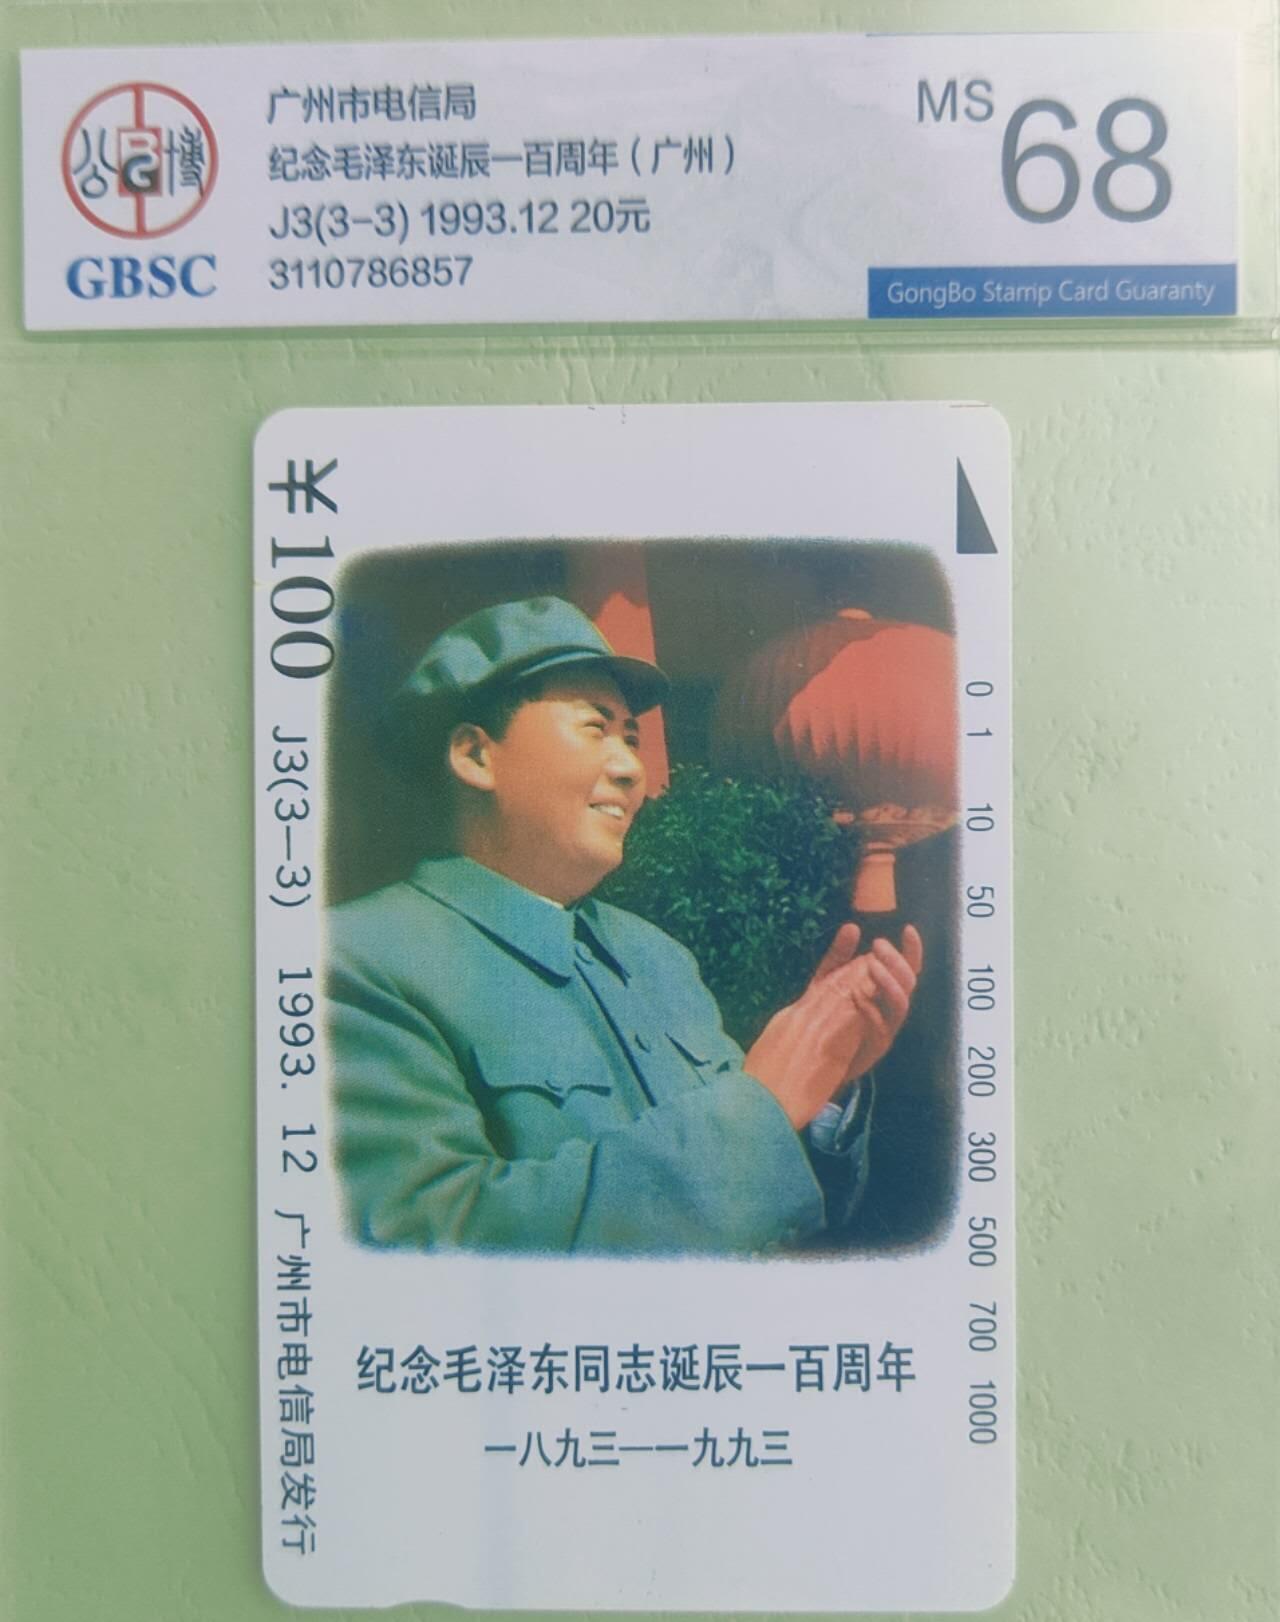 公博
BG
GBSC
广州市电信局
纪念毛泽东诞辰一百周年（广州）
J3(3-3) 1993.12 20元
3110786857
MS 68
GongBo Stamp Card Guaranty
¥100 J3(3—3) 1993.12 广州市电信局发行
0 1 10 50 100 200 300 500 700 1000
纪念毛泽东同志诞辰一百周年
一八九三—一九九三